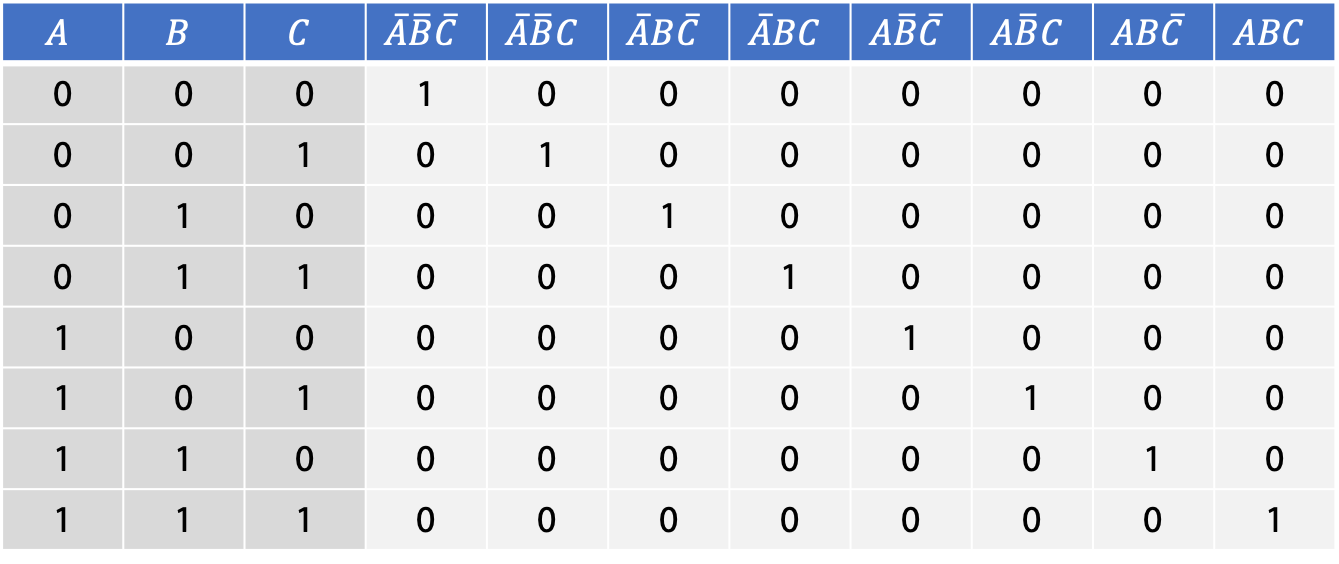 A B C A̅B̅C̅ A̅B̅C A̅BC̅ A̅BC AB̅C̅ AB̅C ABC̅ ABC
0 0 0 1 0 0 0 0 0 0 0
0 0 1 0 1 0 0 0 0 0 0
0 1 0 0 0 1 0 0 0 0 0
0 1 1 0 0 0 1 0 0 0 0
1 0 0 0 0 0 0 1 0 0 0
1 0 1 0 0 0 0 0 1 0 0
1 1 0 0 0 0 0 0 0 1 0
1 1 1 0 0 0 0 0 0 0 1